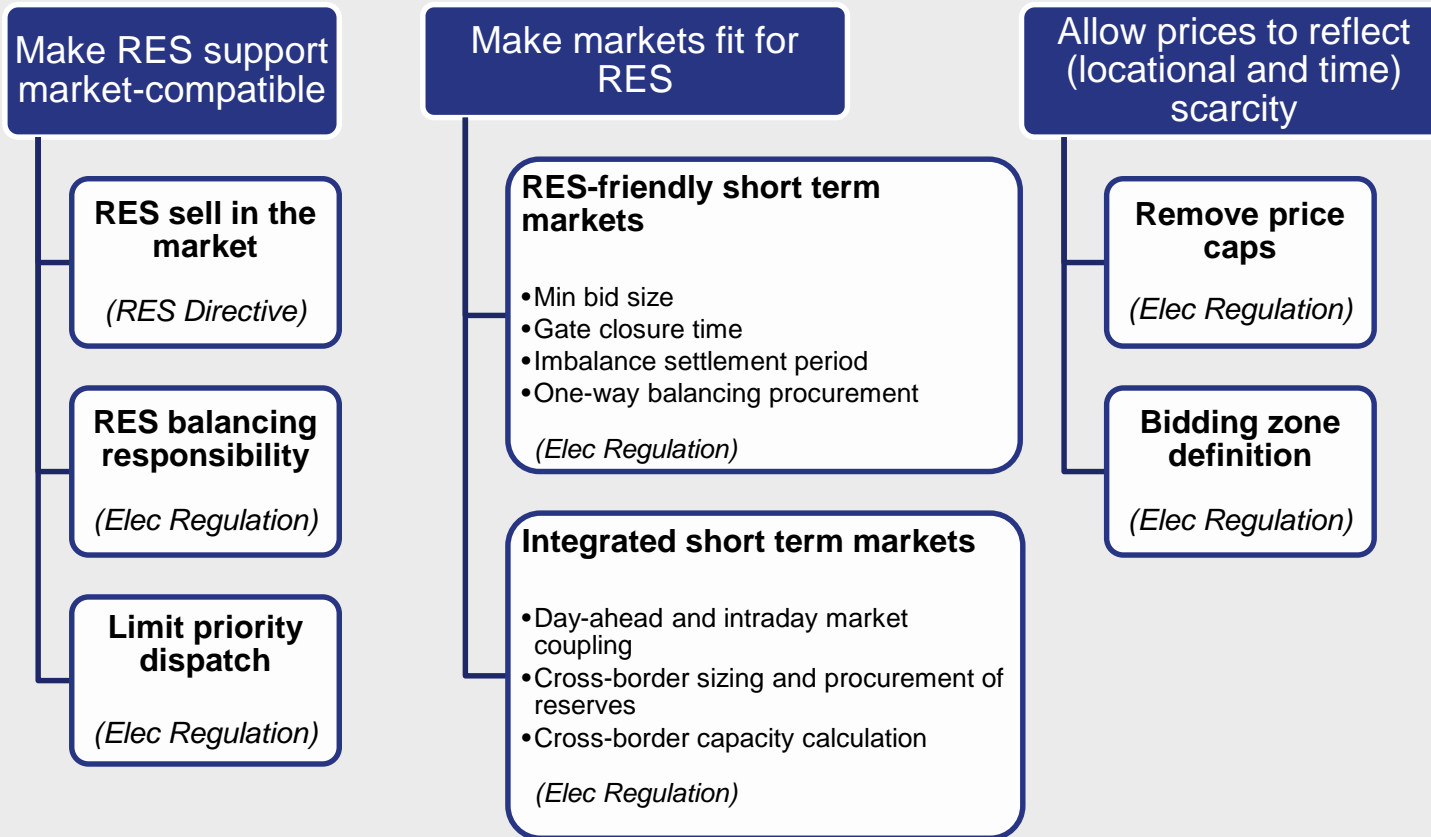 Make RES support
market-compatible
RES sell in the
market
(RES Directive)
RES balancing
responsibility
(Elec Regulation)
Limit priority
dispatch
(Elec Regulation)
Make markets fit for
RES
RES-friendly short term
markets
•Min bid size
•Gate closure time
•Imbalance settlement period
•One-way balancing procurement
(Elec Regulation)
Integrated short term markets
•Day-ahead and intraday market
coupling
•Cross-border sizing and procurement of
reserves
•Cross-border capacity calculation
(Elec Regulation)
Allow prices to reflect
(locational and time)
scarcity
Remove price
caps
(Elec Regulation)
Bidding zone
definition
(Elec Regulation)